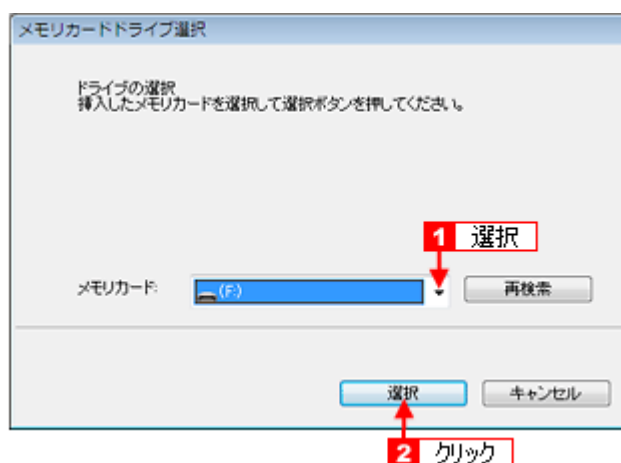 メモリカードドライブ選択
ドライブの選択
挿入したメモリカードを選択して選択ボタンを押してください。
1 選択
メモリカード:
(F:)
再検索
選択
キャンセル
2 クリック